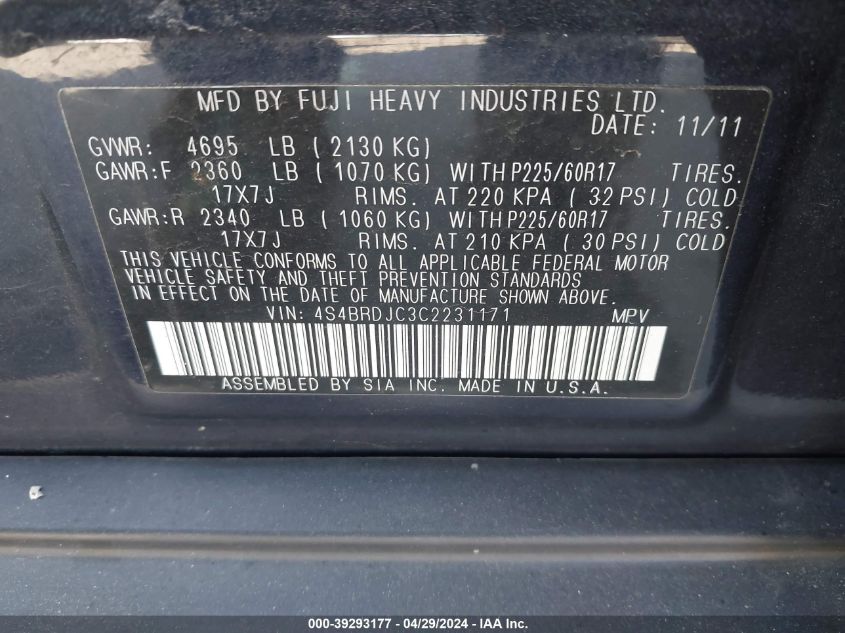 MFD BY FUJI HEAVY INDUSTRIES LTD.
DATE: 11/11
GVWR: 4695 LB ( 2130 KG)
GAWR:F 2360 LB ( 1070 KG) WITH P225/60R17 TIRES.
17X7J RIMS. AT 220 KPA ( 32 PSI) COLD
GAWR:R 2340 LB ( 1060 KG) WITH P225/60R17 TIRES.
17X7J RIMS. AT 210 KPA ( 30 PSI) COLD
THIS VEHICLE CONFORMS TO ALL APPLICABLE FEDERAL MOTOR
VEHICLE SAFETY AND THEFT PREVENTION STANDARDS
IN EFFECT ON THE DATE OF MANUFACTURE SHOWN ABOVE.
VIN: 4S4BRDJC3C2231171 MPV
ASSEMBLED BY SIA INC. MADE IN U.S.A.
000-39293177 - 04/29/2024 - IAA Inc.